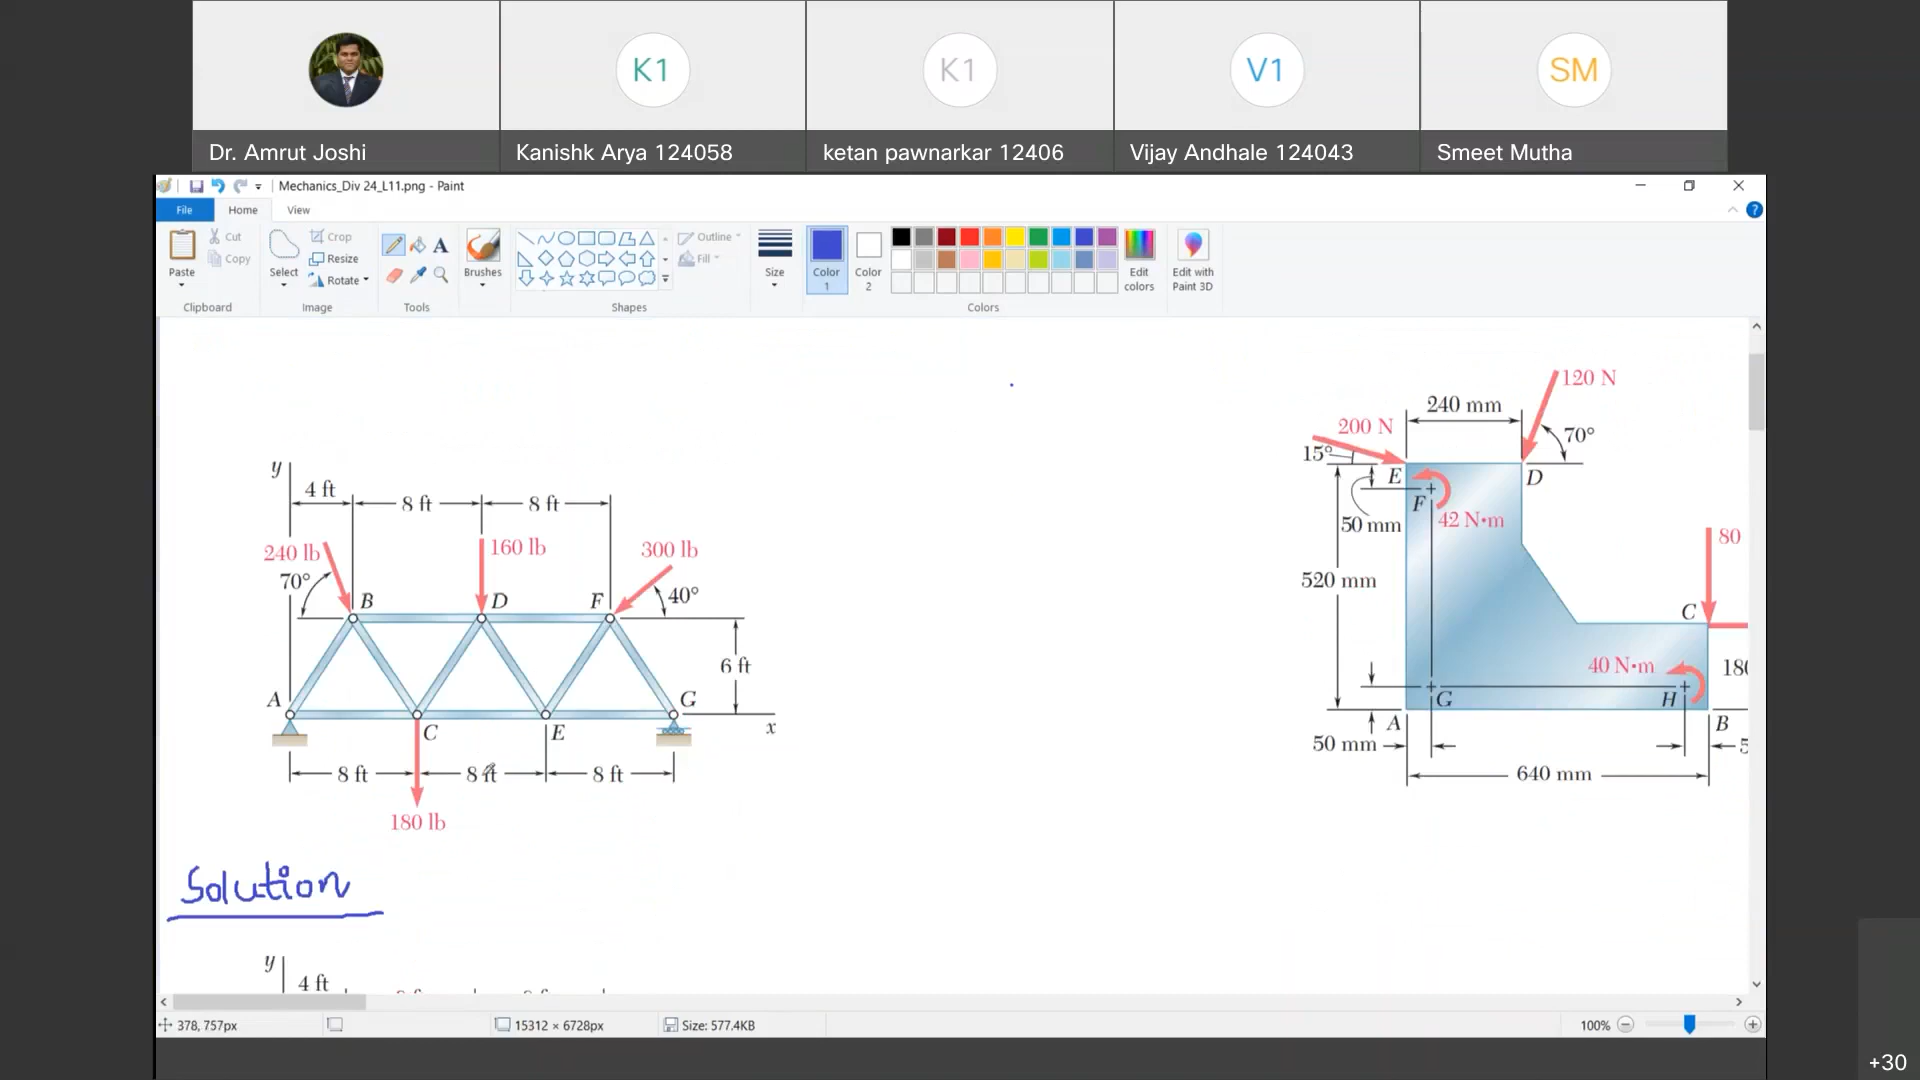 K1
K1
V1
SM
Dr. Amrut Joshi
Kanishk Arya 124058
ketan pawnarkar 12406
Vijay Andhale 124043
Smeet Mutha
Mechanics_Div 24_L11.png - Paint
File
Home
View
Paste
Cut
Copy
Clipboard
Select
Crop
Resize
Rotate
Image
A
Tools
Brushes
Outline
Fill
Shapes
Size
Color
1
Color
2
Edit
colors
Edit with
Paint 3D
Colors
?
y
4 ft
8 ft
8 ft
240 lb
160 lb
300 lb
70°
40°
B
D
F
6 ft
A
G
C
E
x
8 ft
8 ft
8 ft
180 lb
120 N
240 mm
200 N
70°
15°
E
D
F
50 mm
42 N•m
80
520 mm
C
40 N•m
180
G
H
A
B
50 mm
5
640 mm
Solution
y
4 ft
378, 757px
15312 × 6728px
Size: 577.4KB
100%
+30